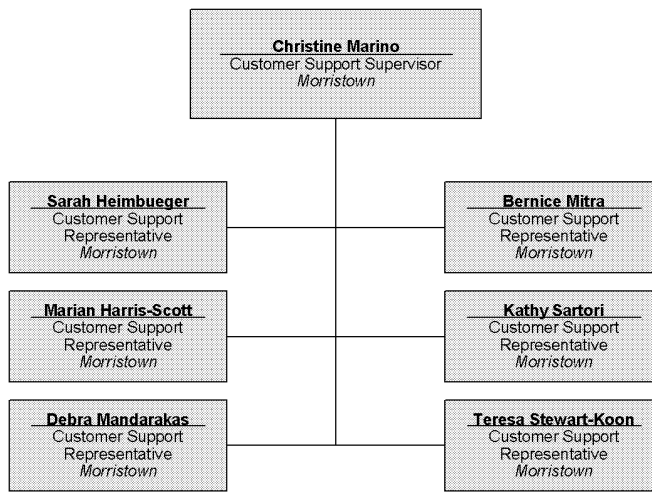 Christine Marino
Customer Support Supervisor
Morristown
Sarah Heimbueger
Customer Support
Representative
Morristown
Bernice Mitra
Customer Support
Representative
Morristown
Marian Harris-Scott
Customer Support
Representative
Morristown
Kathy Sartori
Customer Support
Representative
Morristown
Debra Mandarakas
Customer Support
Representative
Morristown
Teresa Stewart-Koon
Customer Support
Representative
Morristown